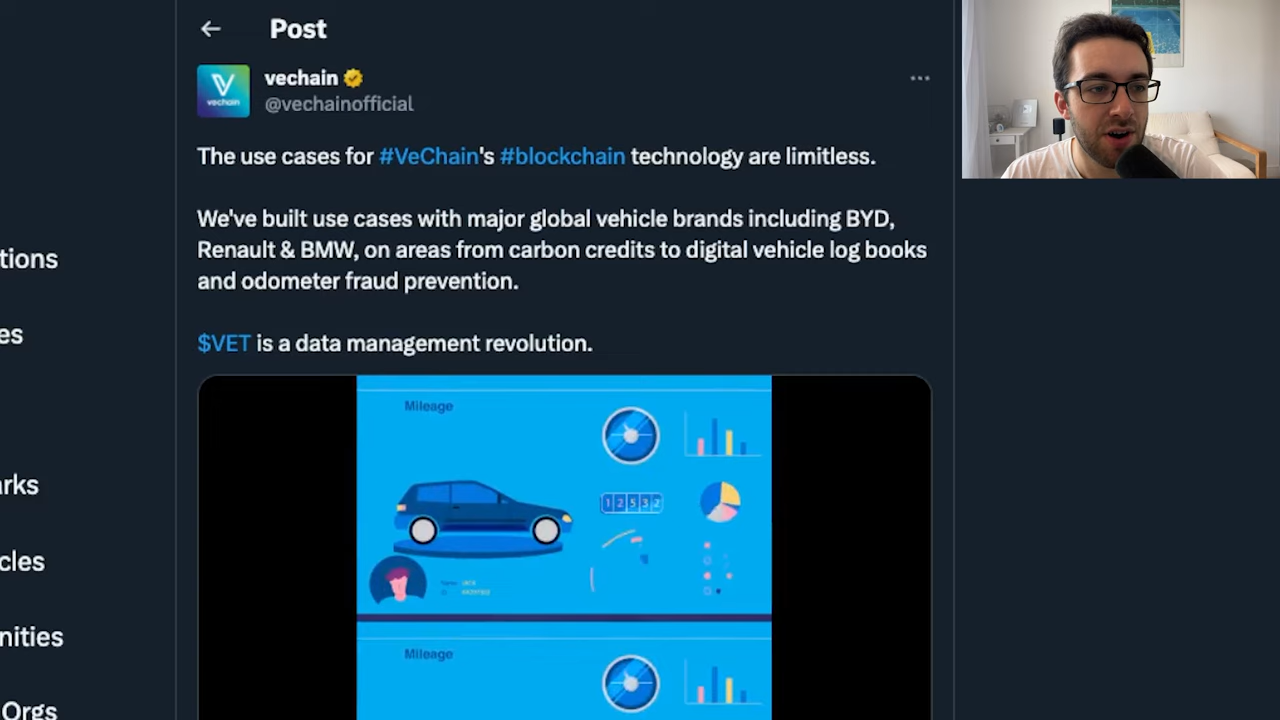 Post
vechain
@vechainofficial
vechain
The use cases for #VeChain's #blockchain technology are limitless.
We've built use cases with major global vehicle brands including BYD,
Renault & BMW, on areas from carbon credits to digital vehicle log books
and odometer fraud prevention.
$VET is a data management revolution.
Mileage
12532
Mileage
tions
es
arks
cles
nities
Orgs